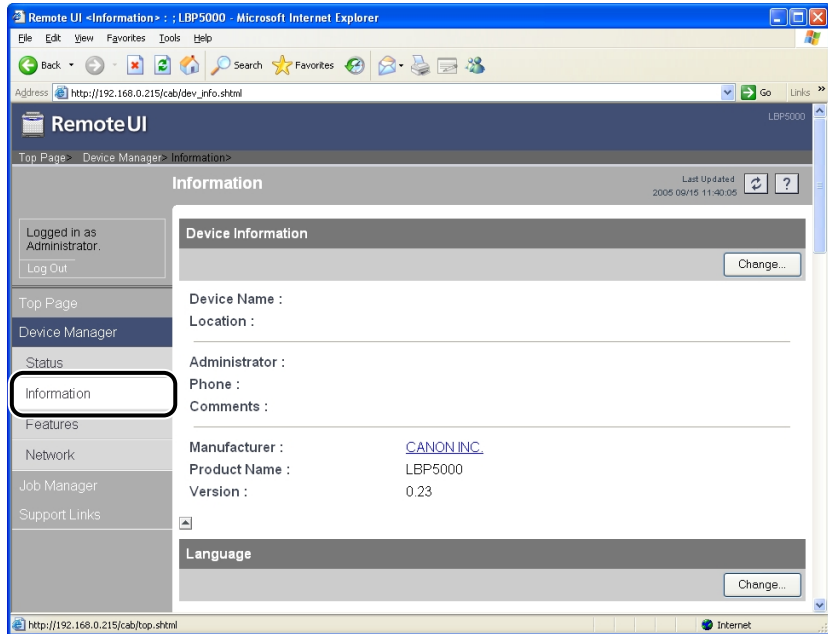 Remote UI <Information> : ; LBP5000 - Microsoft Internet Explorer
File Edit View Favorites Tools Help
Back Search Favorites
Address http://192.168.0.215/cab/dev_info.shtml Go Links »
Remote UI
LBP5000
Top Page> Device Manager> Information>
Information
Last Updated
2005 09/15 11:40:05
?
Logged in as
Administrator.
Log Out
Top Page
Device Manager
Status
Information
Features
Network
Job Manager
Support Links
Device Information
Change...
Device Name :
Location :
Administrator :
Phone :
Comments :
Manufacturer : CANON INC.
Product Name : LBP5000
Version : 0.23
Language
Change...
http://192.168.0.215/cab/top.shtml Internet